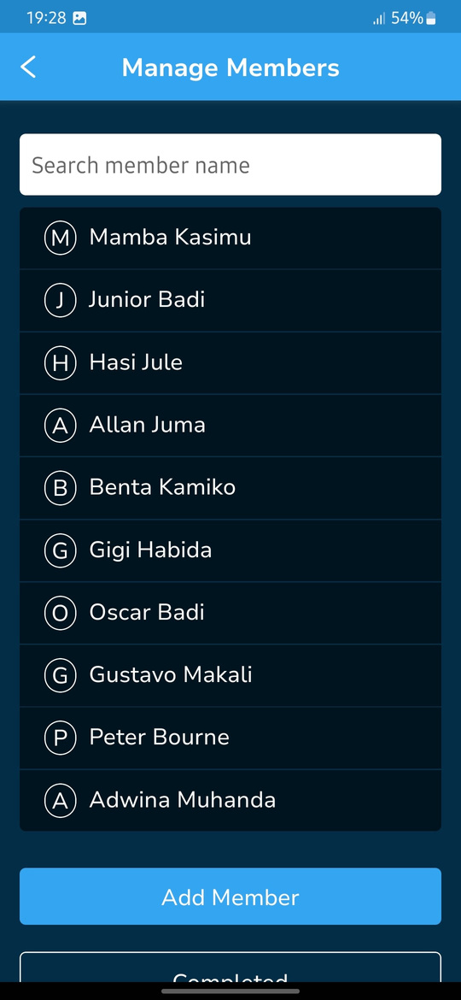 19:28 54%
Manage Members
Search member name
M Mamba Kasimu
J Junior Badi
H Hasi Jule
A Allan Juma
B Benta Kamiko
G Gigi Habida
O Oscar Badi
G Gustavo Makali
P Peter Bourne
A Adwina Muhanda
Add Member
Completed